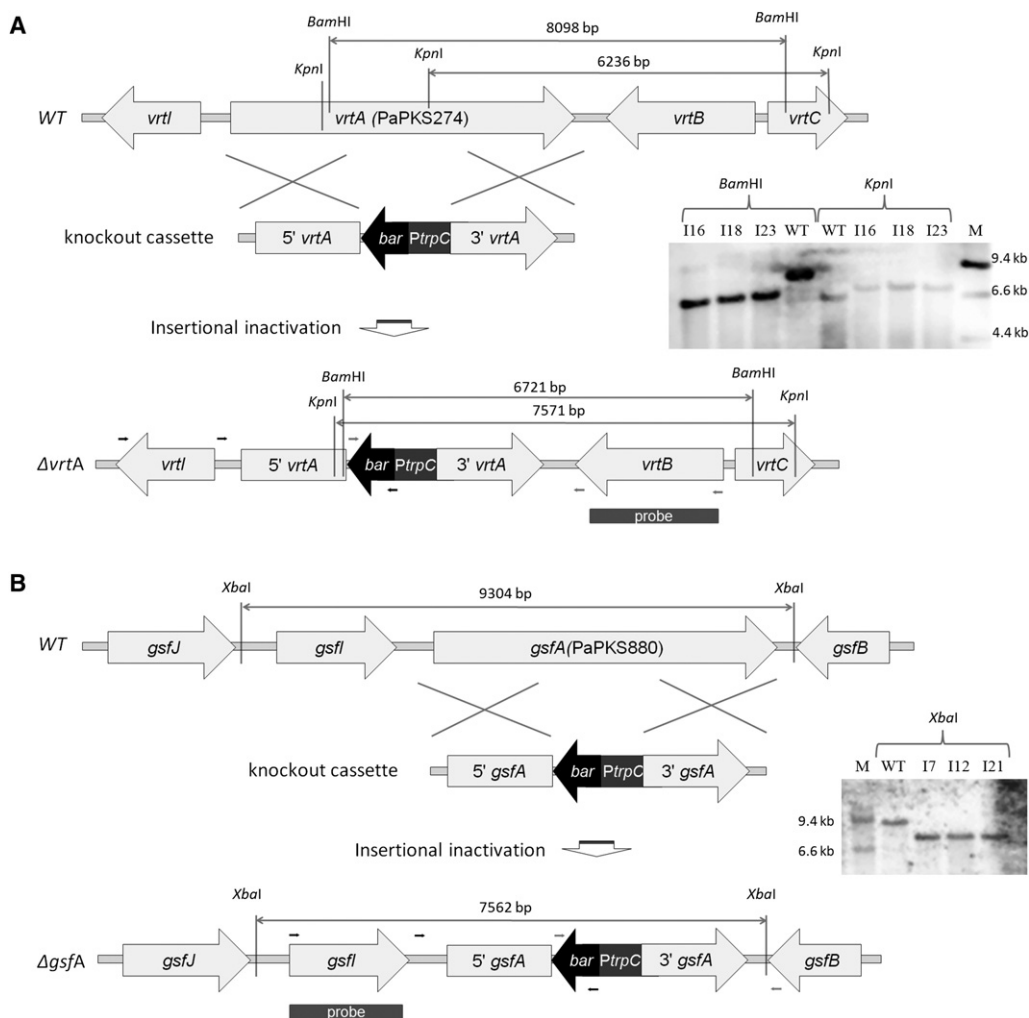 A
BamHI
8098 bp
BamHI
KpnI
KpnI
6236 bp
KpnI
WT
vrtI
vrtA (PaPKS274)
vrtB
vrtC
knockout cassette
5' vrtA
bar
PtrpC
3' vrtA
BamHI
KpnI
I16 I18 I23 WT WT I16 I18 I23 M
9.4 kb
6.6 kb
4.4 kb
Insertional inactivation
BamHI
6721 bp
BamHI
KpnI
7571 bp
KpnI
ΔvrtA
vrtI
5' vrtA
bar
PtrpC
3' vrtA
vrtB
vrtC
probe
B
XbaI
9304 bp
XbaI
WT
gsfJ
gsfI
gsfA(PaPKS880)
gsfB
knockout cassette
5' gsfA
bar
PtrpC
3' gsfA
XbaI
M WT I7 I12 I21
9.4 kb
6.6 kb
Insertional inactivation
XbaI
7562 bp
XbaI
ΔgsfA
gsfJ
gsfI
5' gsfA
bar
PtrpC
3' gsfA
gsfB
probe